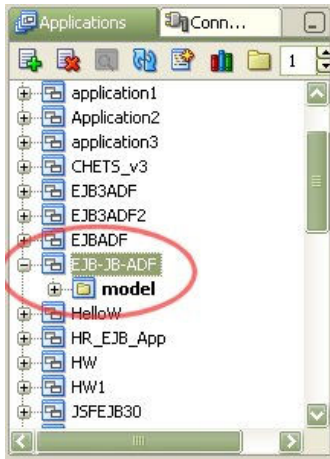 Applications Conn...
1
application1
Application2
application3
CHETS_v3
EJB3ADF
EJB3ADF2
EJBADF
EJB-JB-ADF
model
HelloW
HR_EJB_App
HW
HW1
JSFEJB30